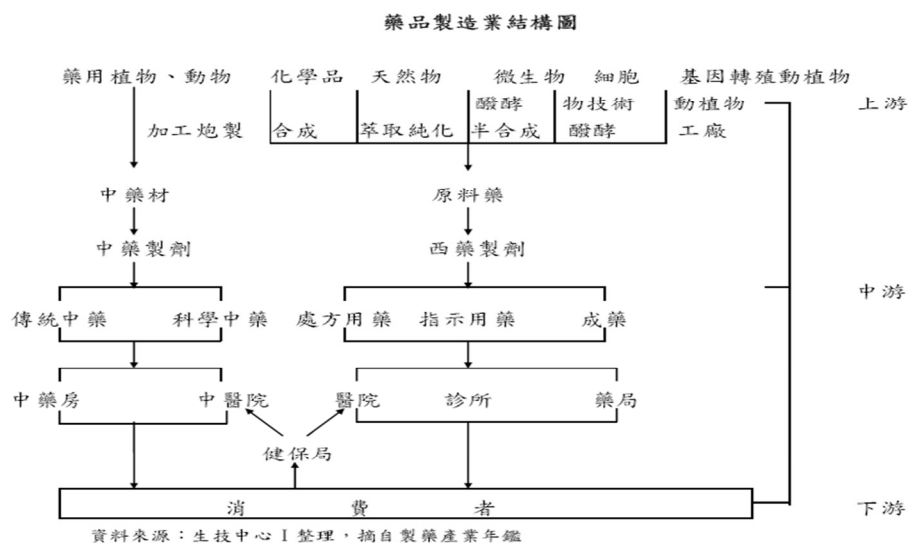 藥品製造業結構圖
藥用植物、動物 化學品 天然物 微生物 細胞 基因轉殖動植物
醱酵 物技術 動植物 上游
加工炮製 合成 萃取純化 半合成 醱酵 工廠
中藥材 原料藥
中藥製劑 西藥製劑
中游
傳統中藥 科學中藥 處方用藥 指示用藥 成藥
中藥房 中醫院 醫院 診所 藥局
健保局
消費者 下游
資料來源：生技中心 I 整理，摘自製藥產業年鑑